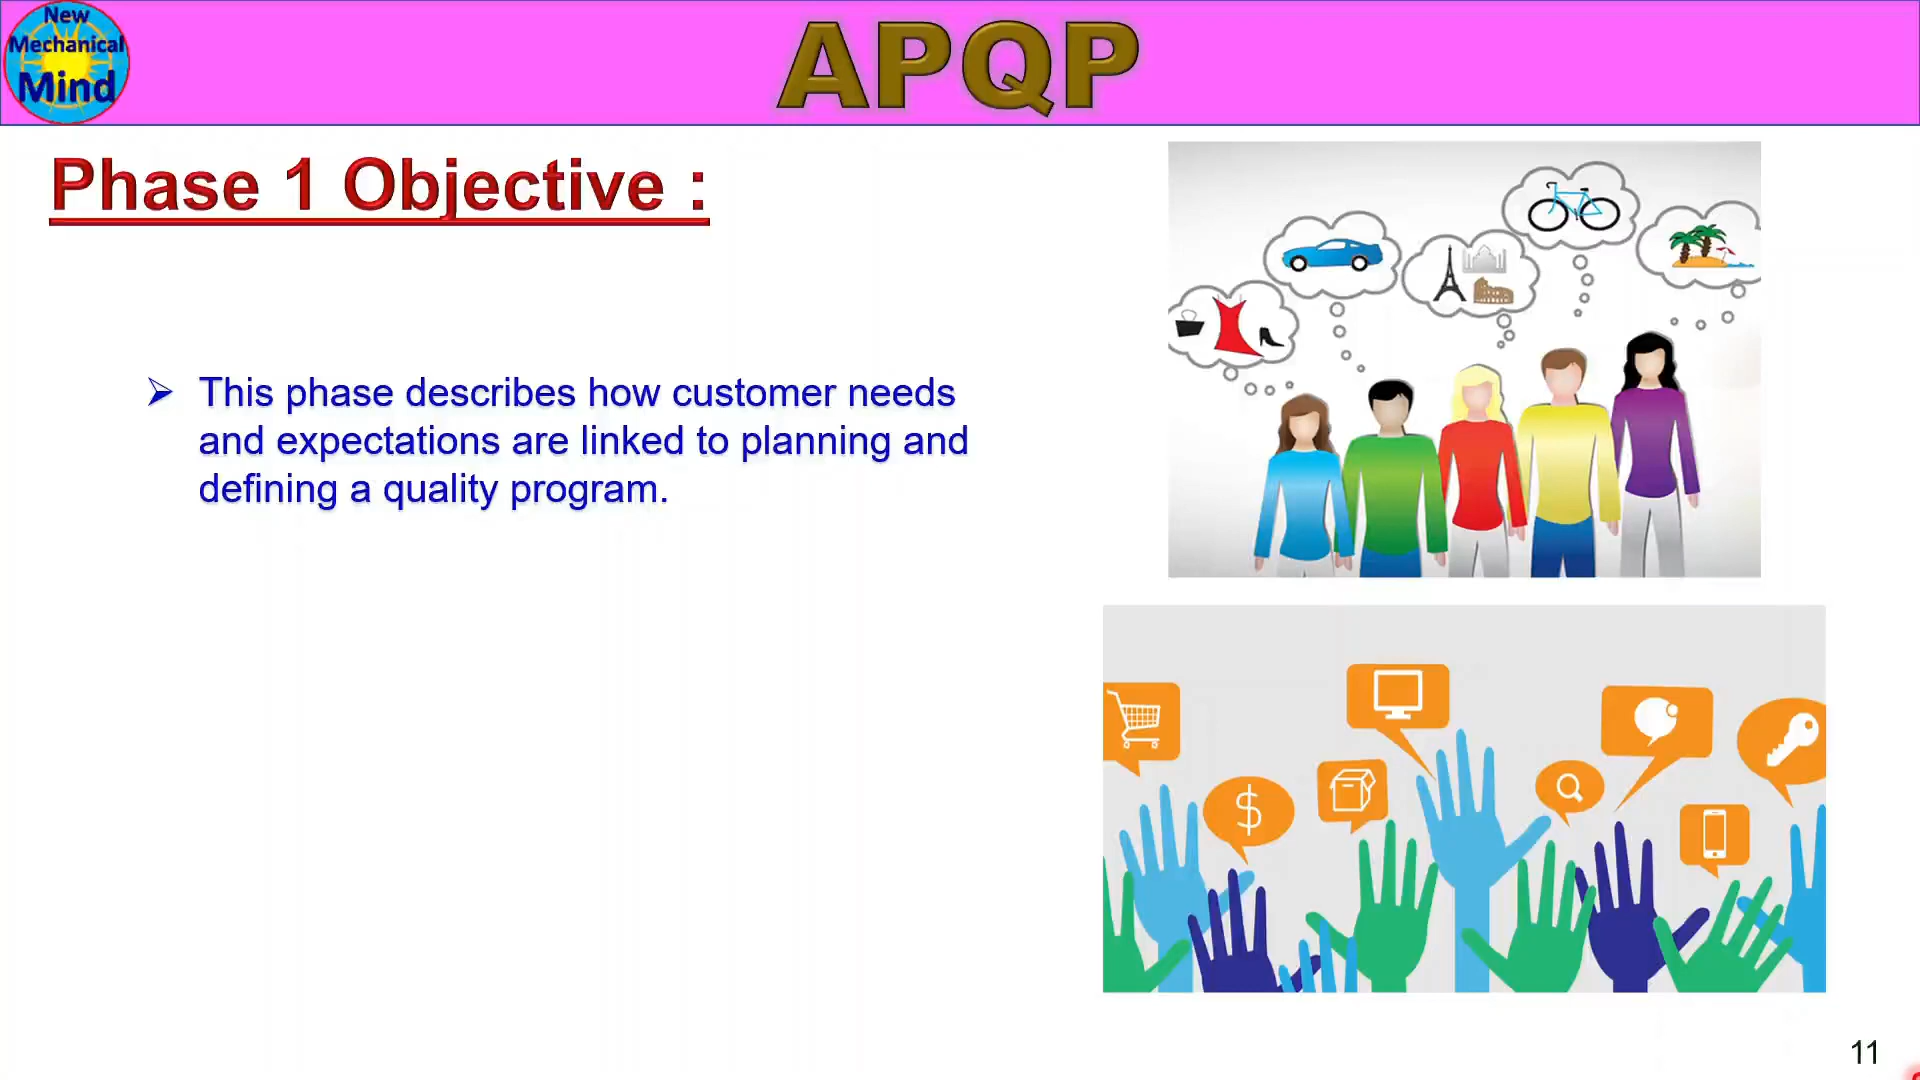 New
Mechanical
Mind
APQP
Phase 1 Objective :
➢ This phase describes how customer needs
and expectations are linked to planning and
defining a quality program.
$
11